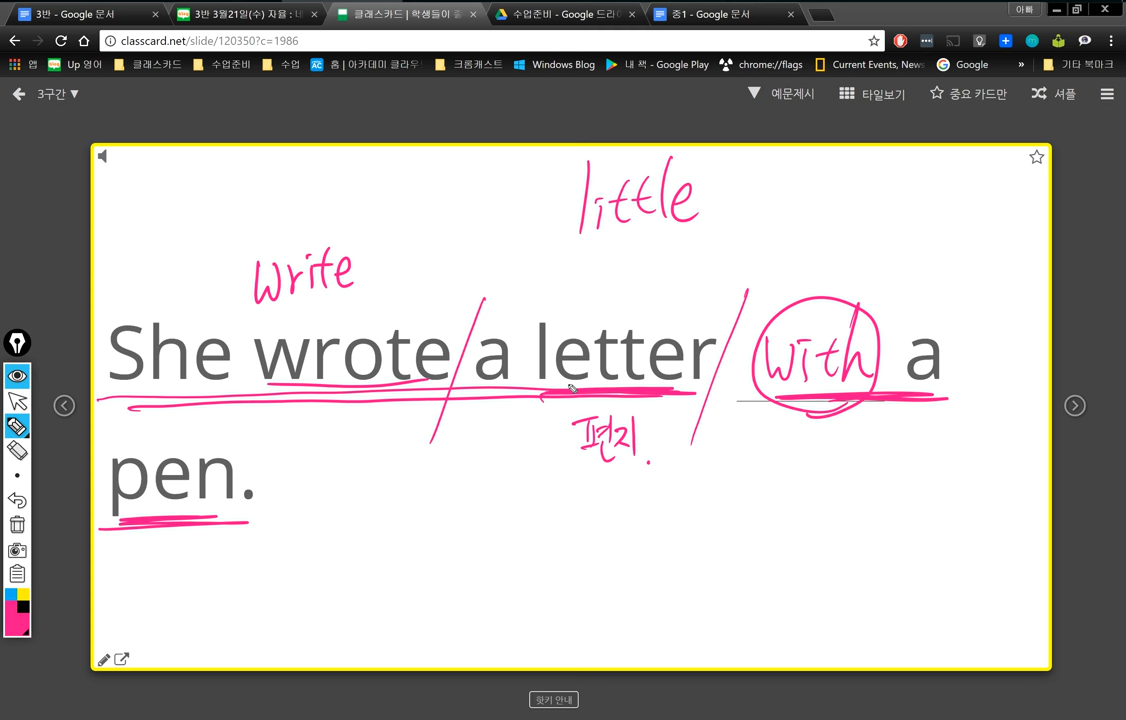 3반 - Google 문서
3반 3월21일(수) 자율 : 네
클래스카드 | 학생들이 좋
수업준비 - Google 드라이
중1 - Google 문서
아빠
classcard.net/slide/120350?c=1986
앱
Up 영어
클래스카드
수업준비
수업
홈 | 아카데미 클라우
크롬캐스트
Windows Blog
내 책 - Google Play
chrome://flags
Current Events, News
Google
»
기타 북마크
3구간 ▼
예문제시
타일보기
중요 카드만
셔플
little
write
She wrote / a letter / with a
편지.
pen.
핫키 안내